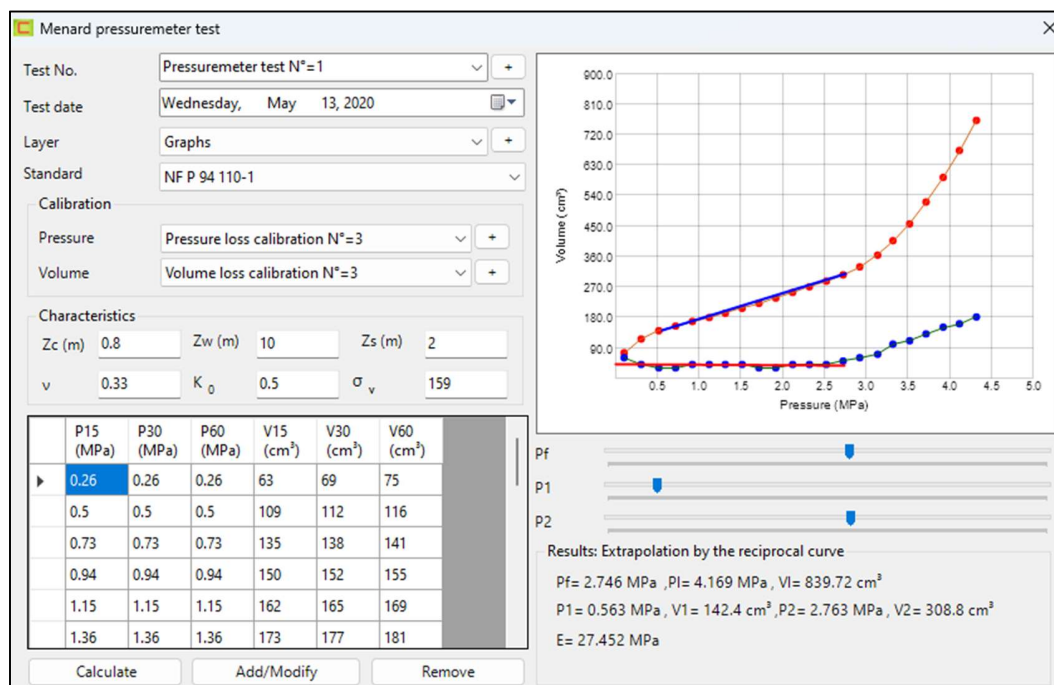 Menard pressuremeter test
Test No. Pressuremeter test N°=1 +
Test date Wednesday, May 13, 2020
Layer Graphs +
Standard NF P 94 110-1
Calibration
Pressure Pressure loss calibration N°=3 +
Volume Volume loss calibration N°=3 +
Characteristics
Zc (m) 0.8 Zw (m) 10 Zs (m) 2
ν 0.33 K 0 0.5 σ v 159
P15 (MPa) P30 (MPa) P60 (MPa) V15 (cm³) V30 (cm³) V60 (cm³)
0.26 0.26 0.26 63 69 75
0.5 0.5 0.5 109 112 116
0.73 0.73 0.73 135 138 141
0.94 0.94 0.94 150 152 155
1.15 1.15 1.15 162 165 169
1.36 1.36 1.36 173 177 181
Calculate Add/Modify Remove
900.0
810.0
720.0
630.0
540.0
450.0
360.0
270.0
180.0
90.0
Volume (cm³)
0.5 1.0 1.5 2.0 2.5 3.0 3.5 4.0 4.5 5.0
Pressure (MPa)
Pf
P1
P2
Results: Extrapolation by the reciprocal curve
Pf= 2.746 MPa ,Pl= 4.169 MPa , Vl= 839.72 cm³
P1= 0.563 MPa , V1= 142.4 cm³ ,P2= 2.763 MPa , V2= 308.8 cm³
E= 27.452 MPa